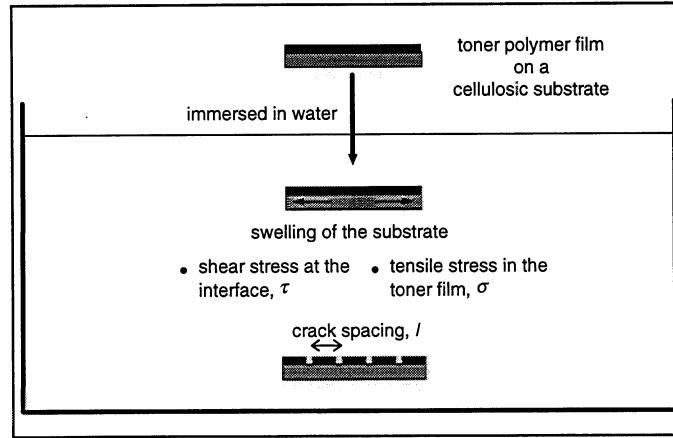 toner polymer film
on a
cellulosic substrate
immersed in water
swelling of the substrate
• shear stress at the
interface, τ
• tensile stress in the
toner film, σ
crack spacing, l